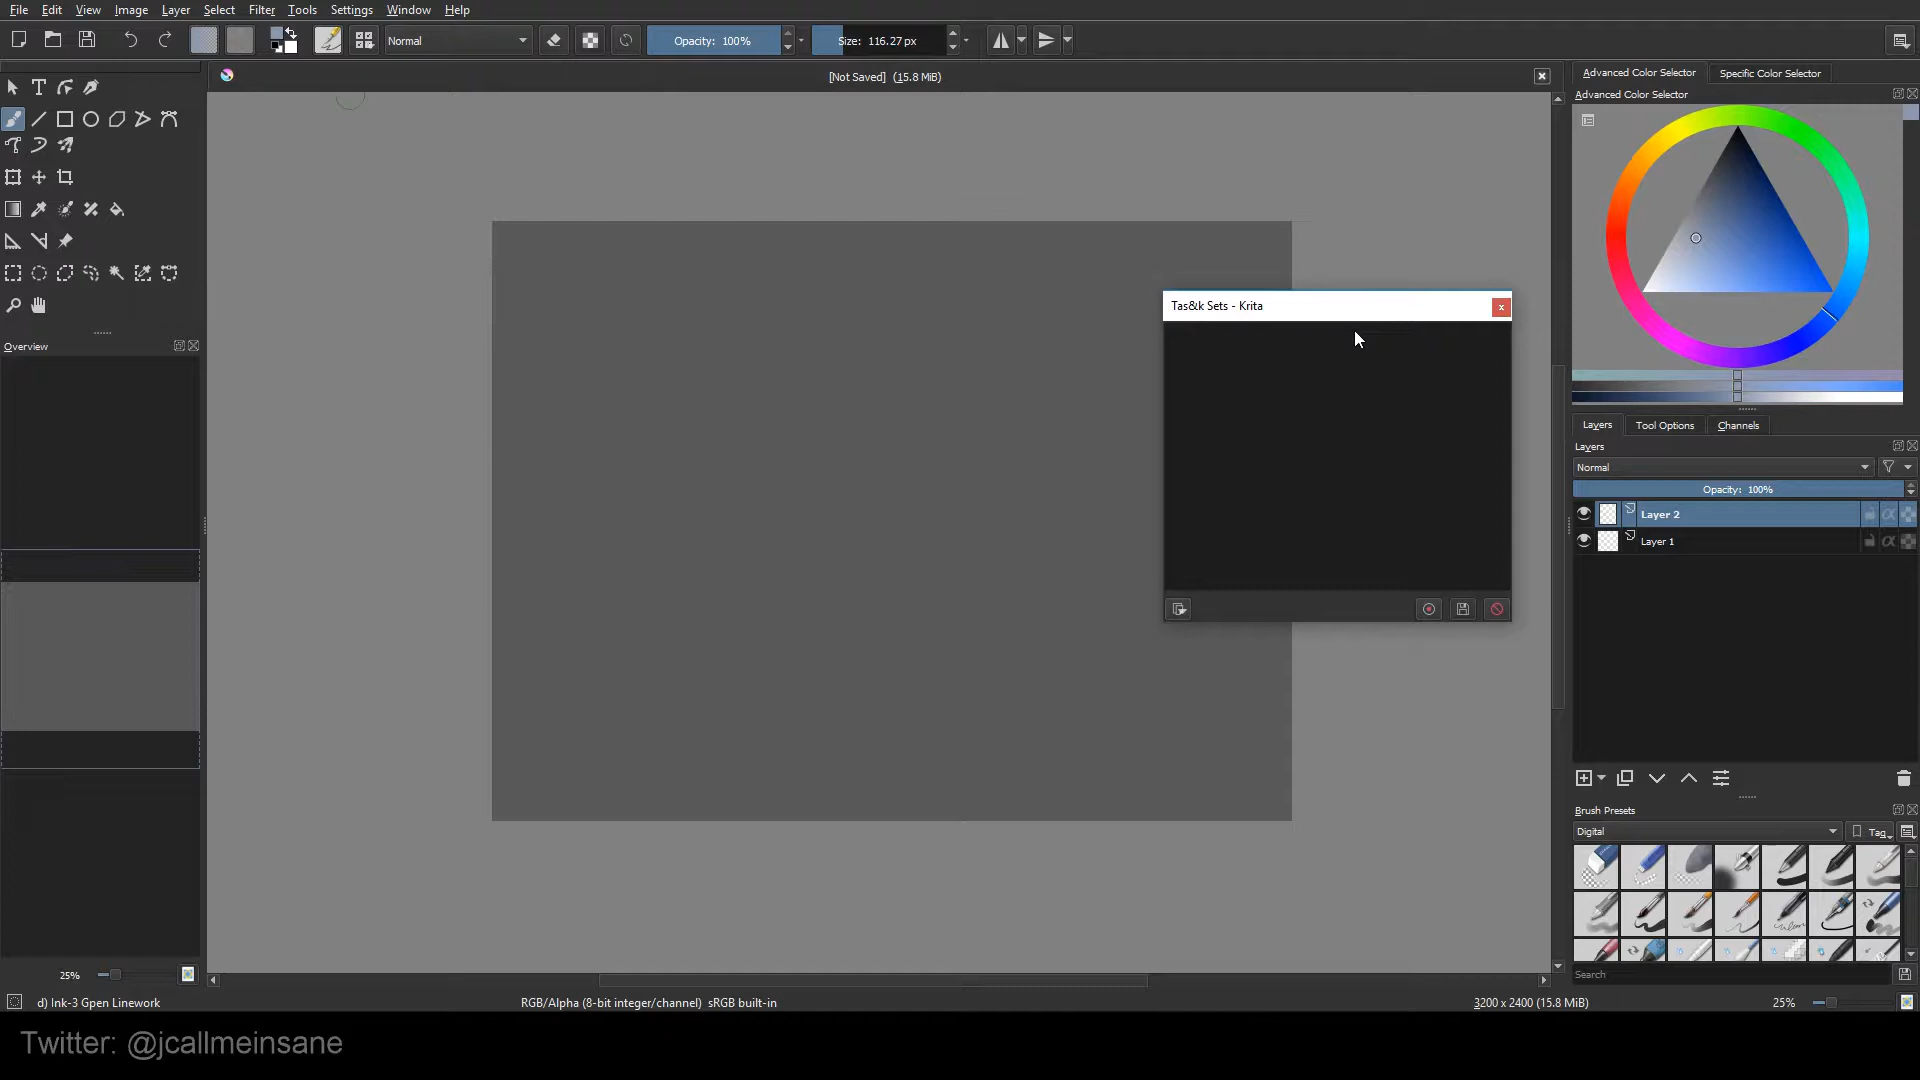 File Edit View Image Layer Select Filter Tools Settings Window Help
Normal
Opacity: 100%
Size: 116.27 px
[Not Saved] (15.8 MiB)
Advanced Color Selector
Specific Color Selector
Advanced Color Selector
Overview
Tas&k Sets - Krita
Layers
Tool Options
Channels
Layers
Normal
Opacity: 100%
Layer 2
Layer 1
Brush Presets
Digital
Tag
Search
25%
d) Ink-3 Gpen Linework
RGB/Alpha (8-bit integer/channel) sRGB built-in
3200 x 2400 (15.8 MiB)
25%
Twitter: @jcallmeinsane